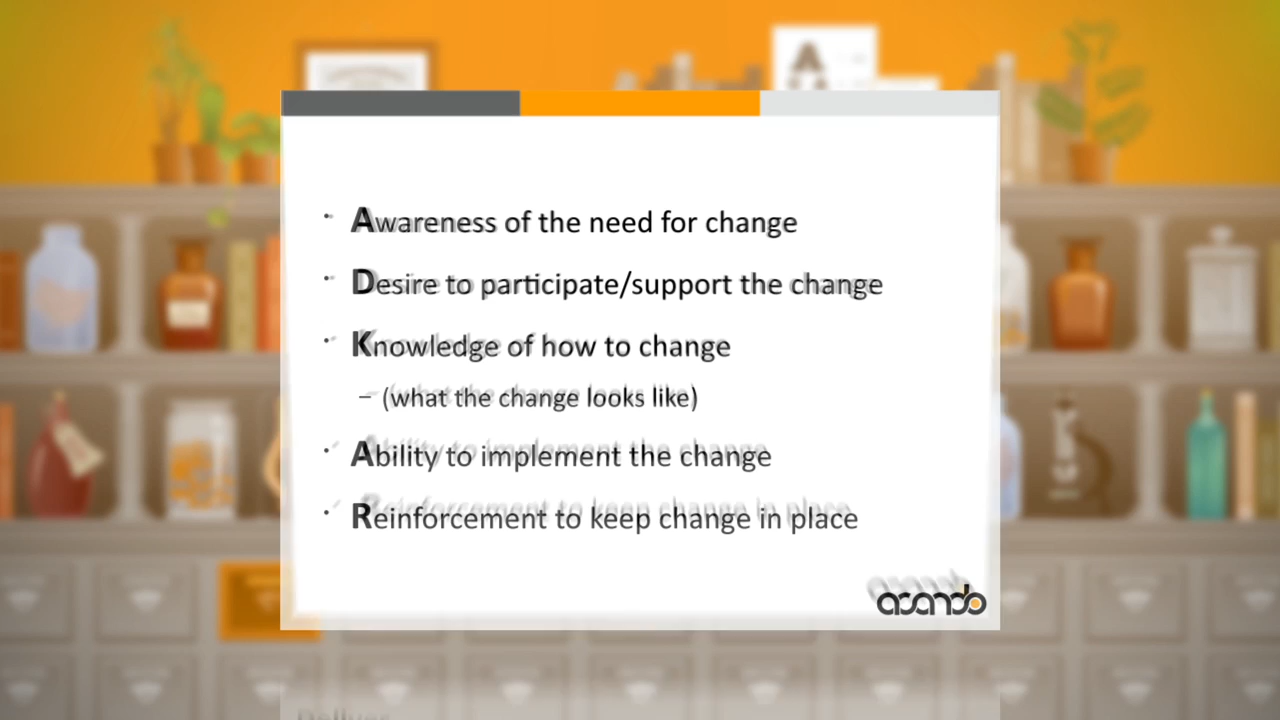 A
• Awareness of the need for change
• Desire to participate/support the change
• Knowledge of how to change
– (what the change looks like)
• Ability to implement the change
• Reinforcement to keep change in place
acando
Deliver